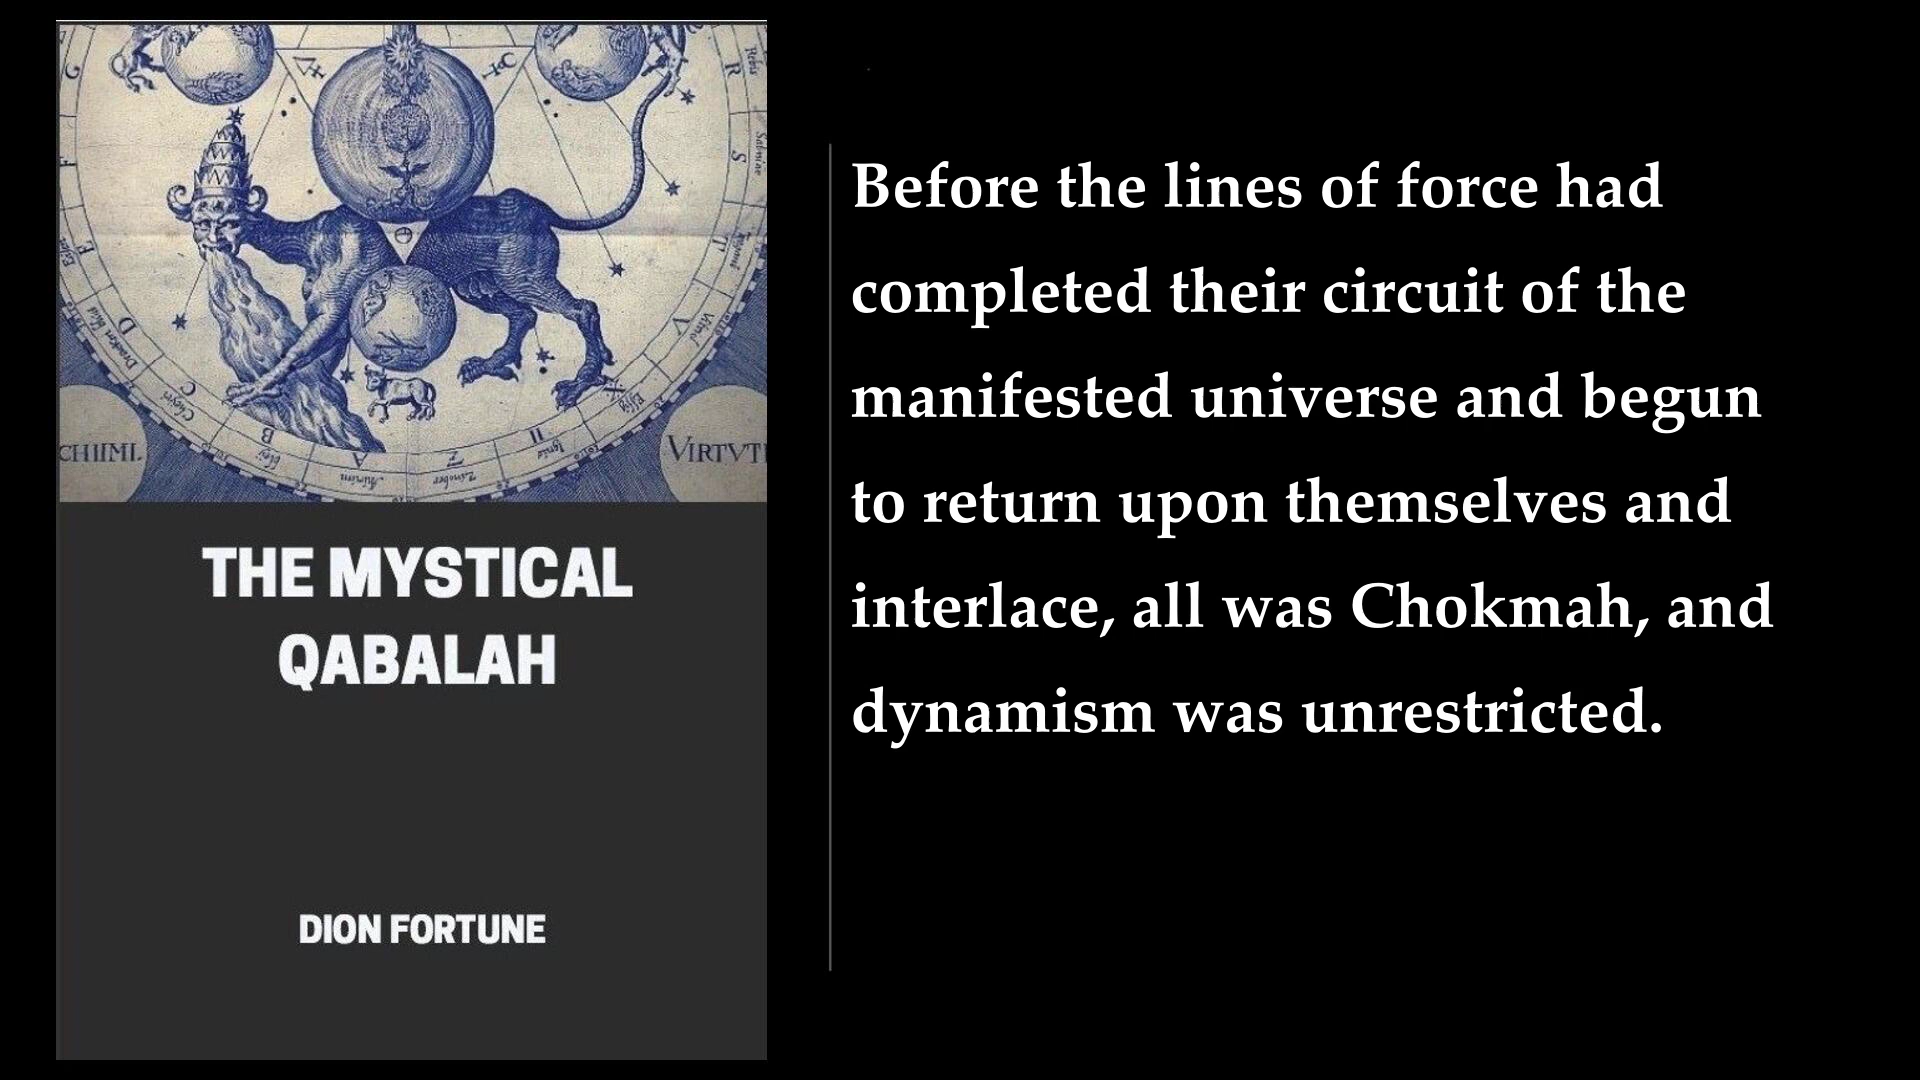 CHIIMI.
VIRTVTI
THE MYSTICAL
QABALAH
DION FORTUNE
Before the lines of force had
completed their circuit of the
manifested universe and begun
to return upon themselves and
interlace, all was Chokmah, and
dynamism was unrestricted.